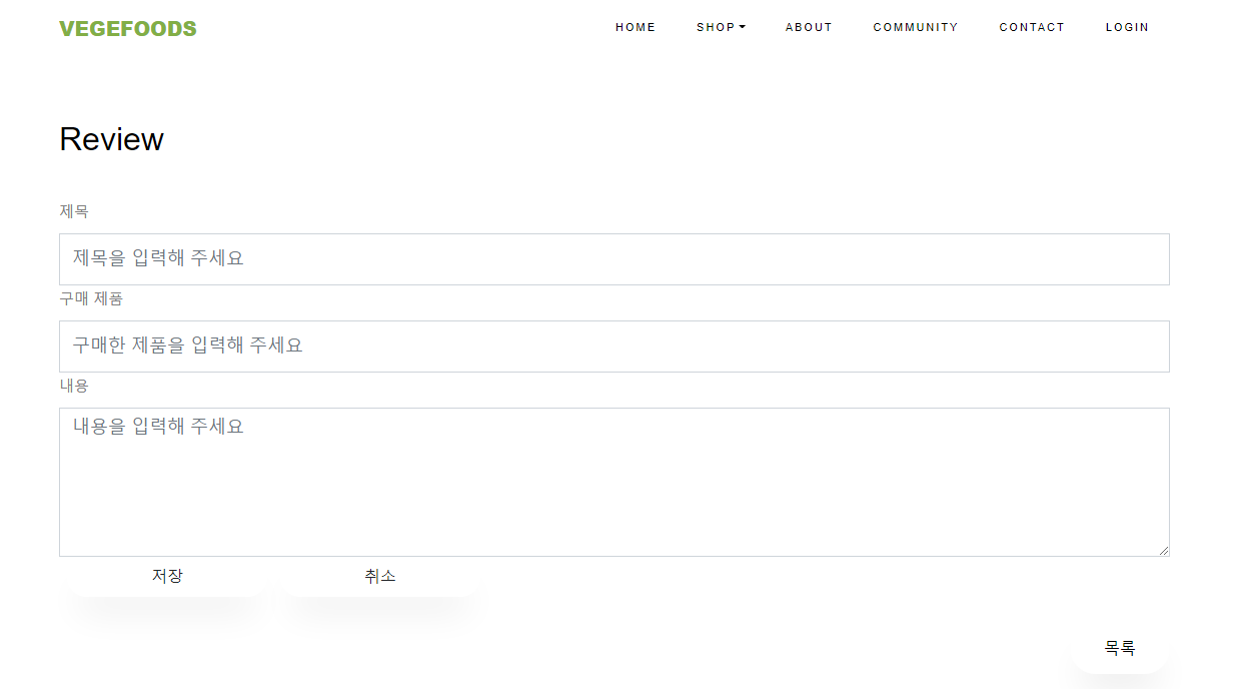 VEGEFOODS HOME SHOP ABOUT COMMUNITY CONTACT LOGIN
Review
제목
제목을 입력해 주세요
구매 제품
구매한 제품을 입력해 주세요
내용
내용을 입력해 주세요
저장 취소
목록